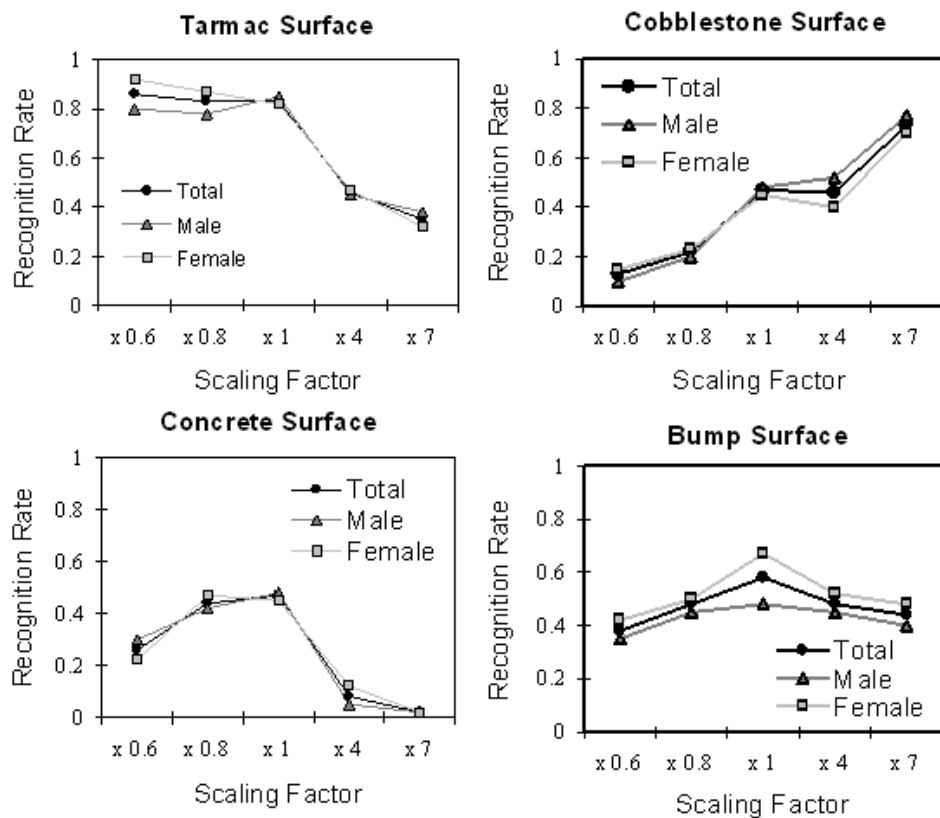 Tarmac Surface
Recognition Rate
1
0.8
0.6
0.4
0.2
0
Total
Male
Female
x 0.6 x 0.8 x 1 x 4 x 7
Scaling Factor
Cobblestone Surface
Recognition Rate
1
0.8
0.6
0.4
0.2
0
Total
Male
Female
x 0.6 x 0.8 x 1 x 4 x 7
Scaling Factor
Concrete Surface
Recognition Rate
1
0.8
0.6
0.4
0.2
0
Total
Male
Female
x 0.6 x 0.8 x 1 x 4 x 7
Scaling Factor
Bump Surface
Recognition Rate
1
0.8
0.6
0.4
0.2
0
Total
Male
Female
x 0.6 x 0.8 x 1 x 4 x 7
Scaling Factor